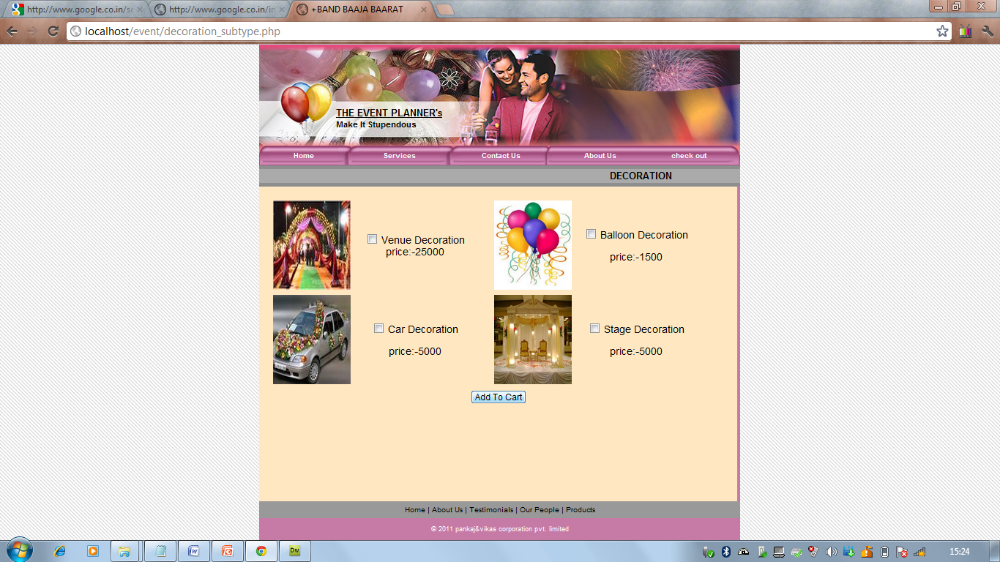 http://www.google.co.in/se
http://www.google.co.in/in
+BAND BAAJA BAARAT
localhost/event/decoration_subtype.php
THE EVENT PLANNER's
Make It Stupendous
Home
Services
Contact Us
About Us
check out
DECORATION
Venue Decoration
price:-25000
Balloon Decoration
price:-1500
Car Decoration
price:-5000
Stage Decoration
price:-5000
Add To Cart
Home | About Us | Testimonials | Our People | Products
© 2011 pankaj&vikas corporation pvt. limited
Dw
15:24